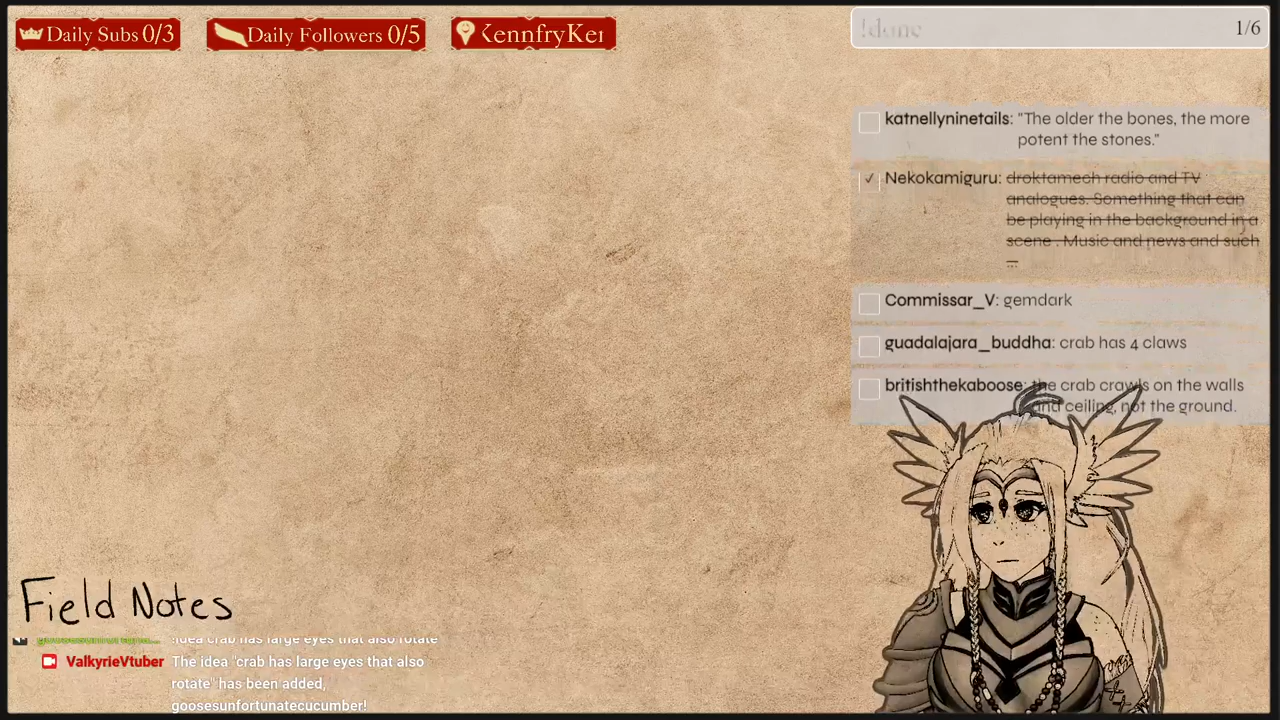 Daily Subs 0/3
Daily Followers 0/5
KennfryKer
!done
1/6
katnellyninetails: "The older the bones, the more
potent the stones."
✓ Nekokamiguru: droktamech radio and TV
analogues. Something that can
be playing in the background in a
scene . Music and news and such
...
Commissar_V: gemdark
guadalajara_buddha: crab has 4 claws
britishthekaboose: the crab crawls on the walls
and ceiling, not the ground.
Field Notes
!idea crab has large eyes that also rotate
ValkyrieVtuber The idea "crab has large eyes that also
rotate" has been added,
goosesunfortunatecucumber!